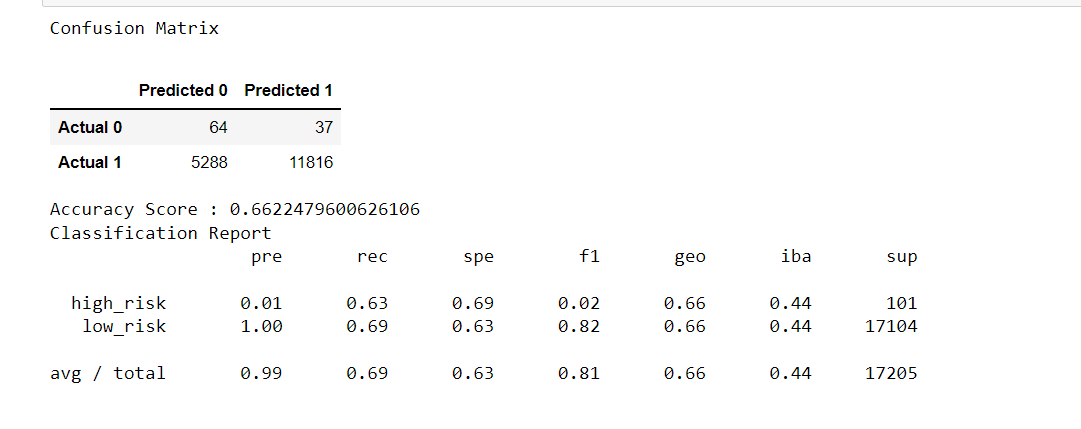 Confusion Matrix
Predicted 0 Predicted 1
Actual 0 64 37
Actual 1 5288 11816
Accuracy Score : 0.6622479600626106
Classification Report
pre rec spe f1 geo iba sup
high_risk 0.01 0.63 0.69 0.02 0.66 0.44 101
low_risk 1.00 0.69 0.63 0.82 0.66 0.44 17104
avg / total 0.99 0.69 0.63 0.81 0.66 0.44 17205